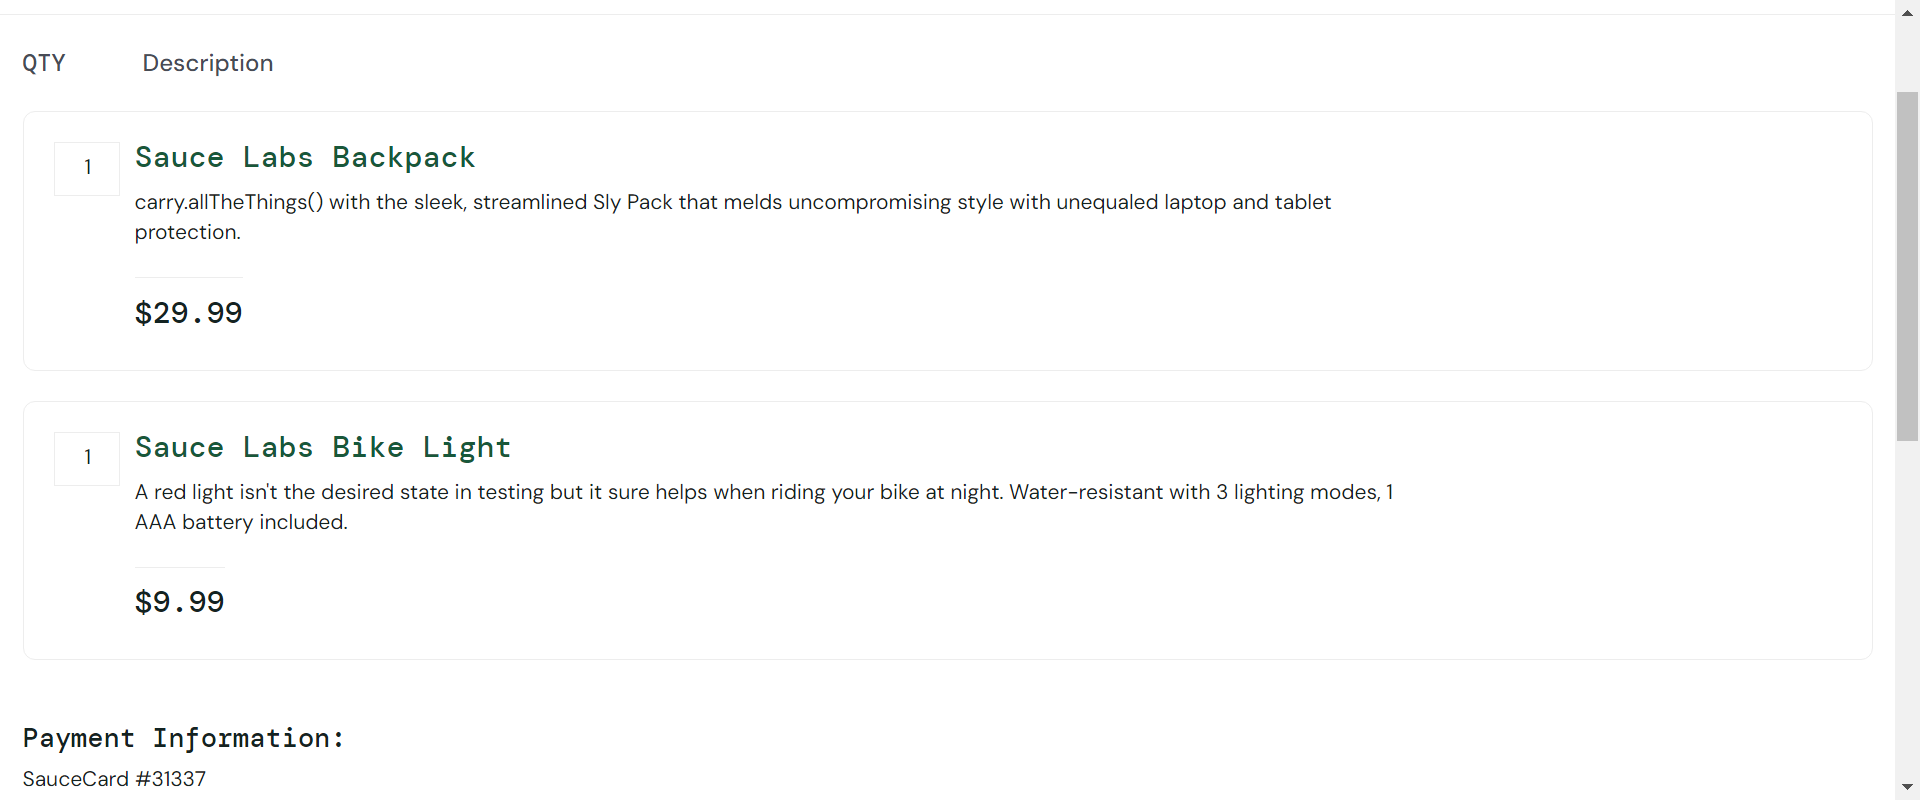 QTY Description
1 Sauce Labs Backpack
carry.allTheThings() with the sleek, streamlined Sly Pack that melds uncompromising style with unequaled laptop and tablet
protection.
$29.99
1 Sauce Labs Bike Light
A red light isn't the desired state in testing but it sure helps when riding your bike at night. Water-resistant with 3 lighting modes, 1
AAA battery included.
$9.99
Payment Information:
SauceCard #31337